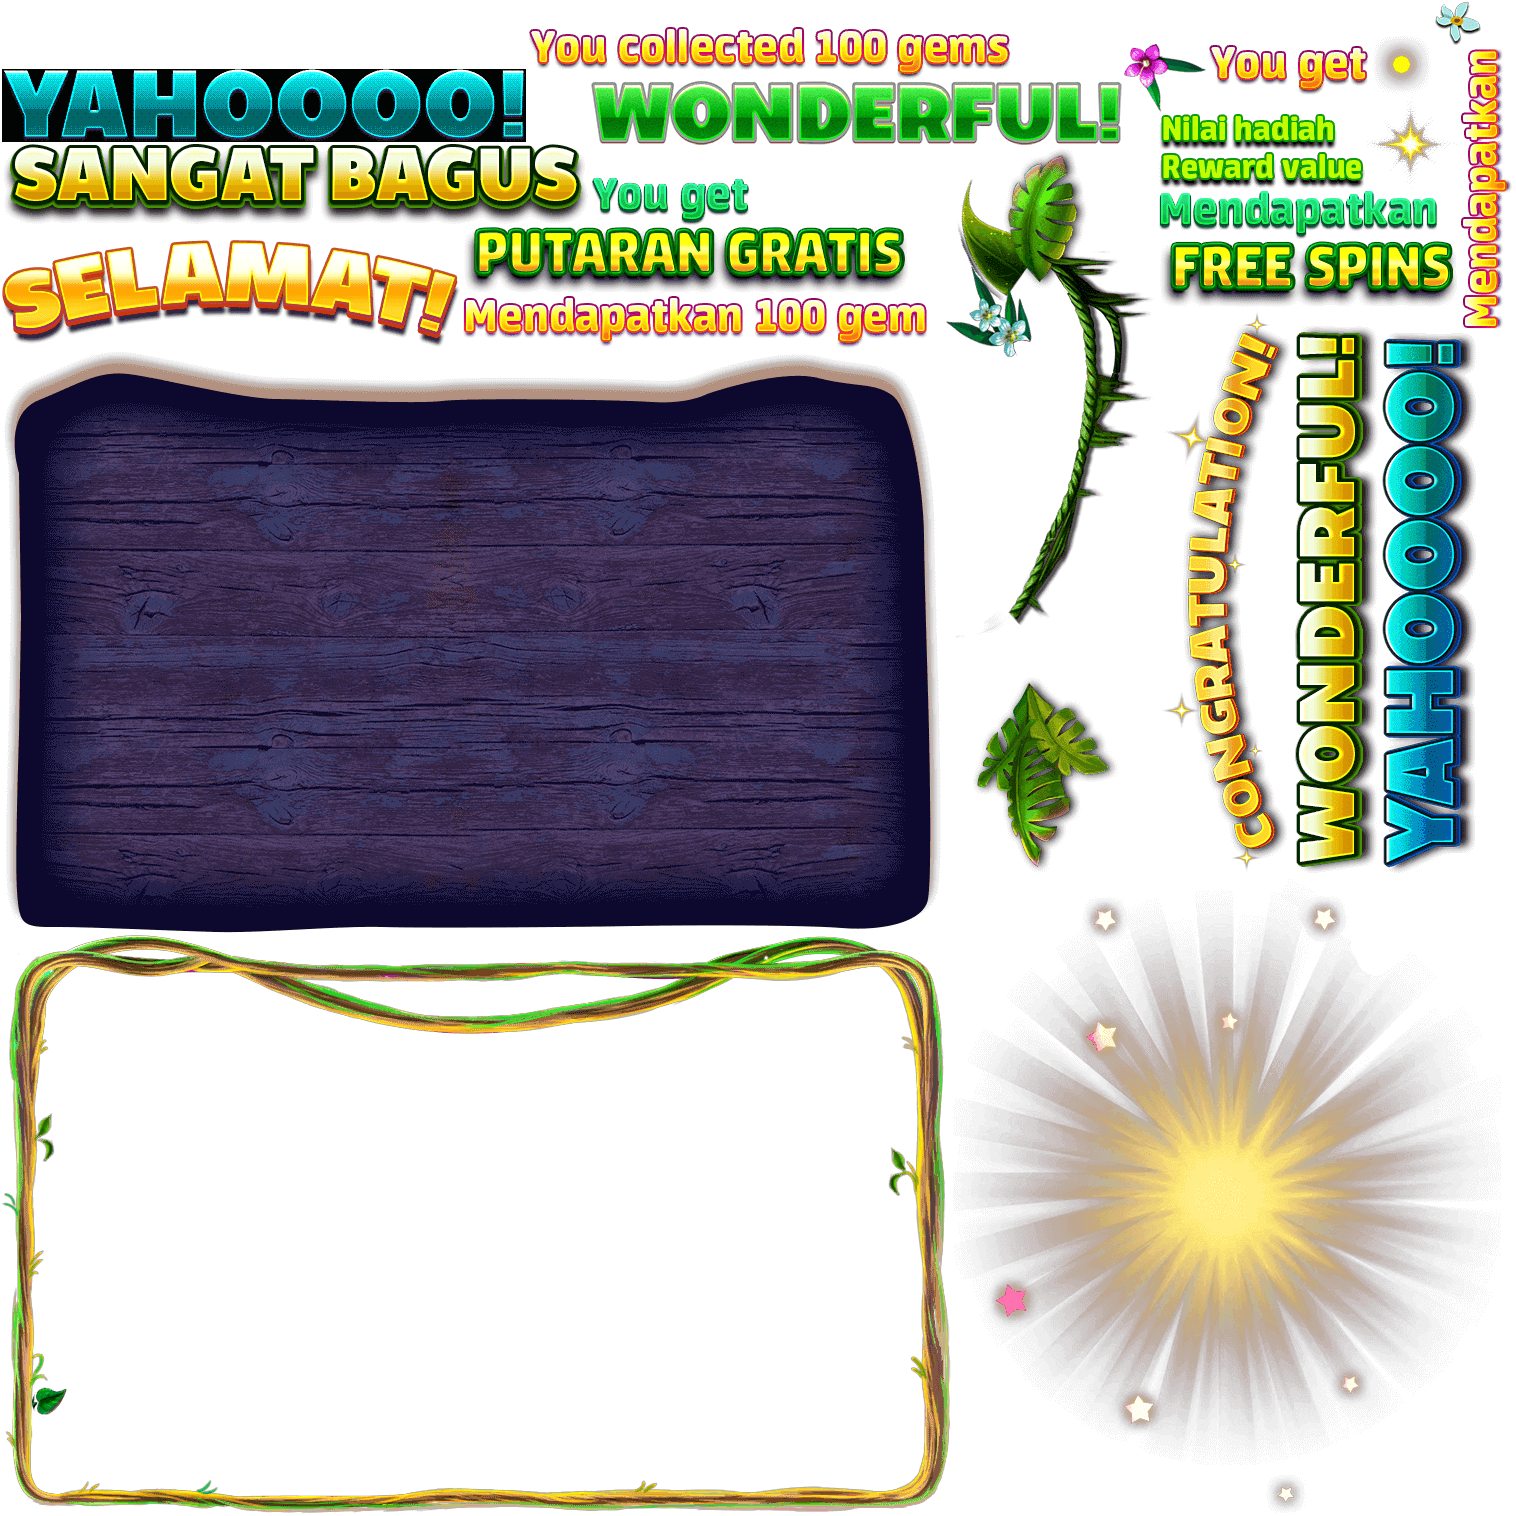 You collected 100 gems
You get
YAHOOOO!
WONDERFUL!
Mendapatkan
Nilai hadiah
Reward value
SANGAT BAGUS
You get
Mendapatkan
PUTARAN GRATIS
FREE SPINS
SELAMAT!
Mendapatkan 100 gem
CONGRATULATION!
WONDERFUL!
YAHOOOO!